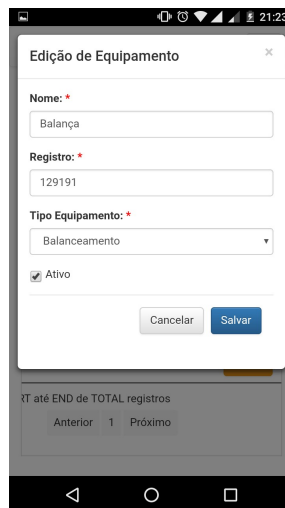 21:23
Edição de Equipamento ×
Nome: *
Balança
Registro: *
129191
Tipo Equipamento: *
Balanceamento
Ativo
Cancelar Salvar
RT até END de TOTAL registros
Anterior 1 Próximo